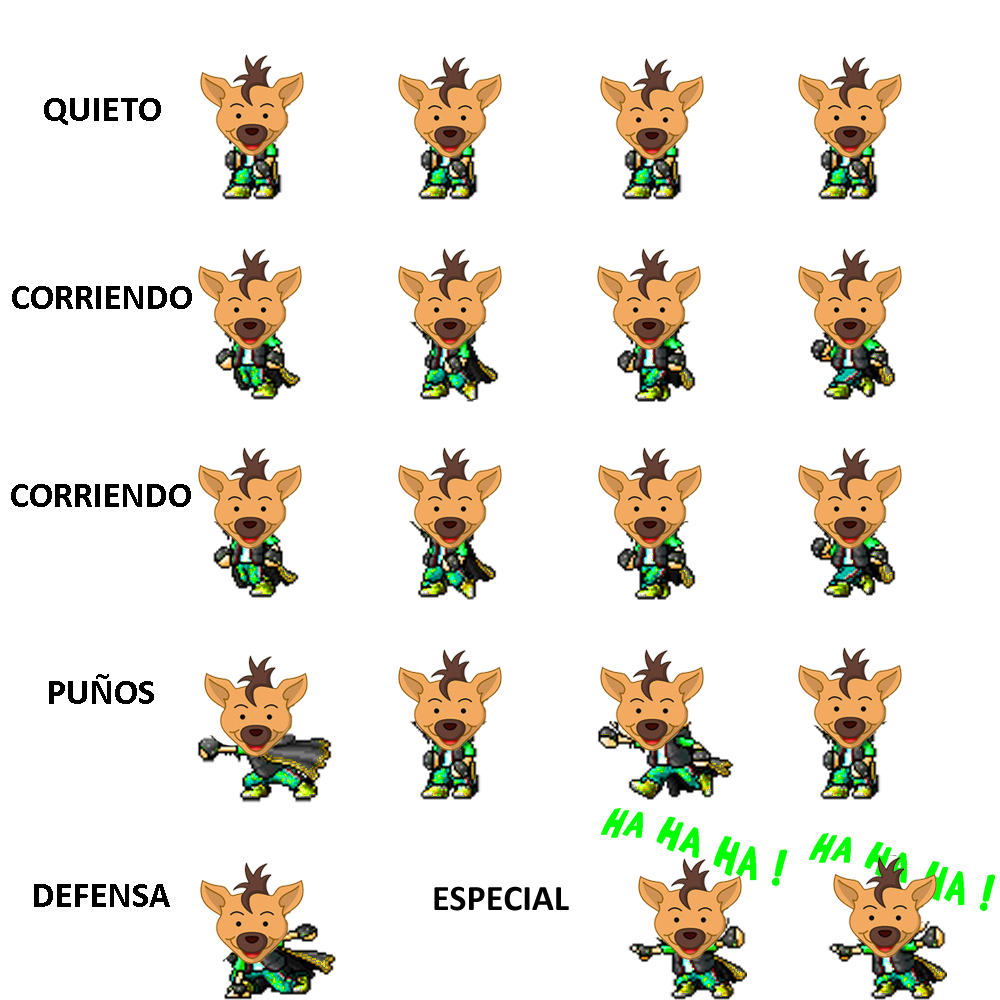 QUIETO
CORRIENDO
CORRIENDO
PUÑOS
HA HA HA !
HA HA HA !
DEFENSA
ESPECIAL